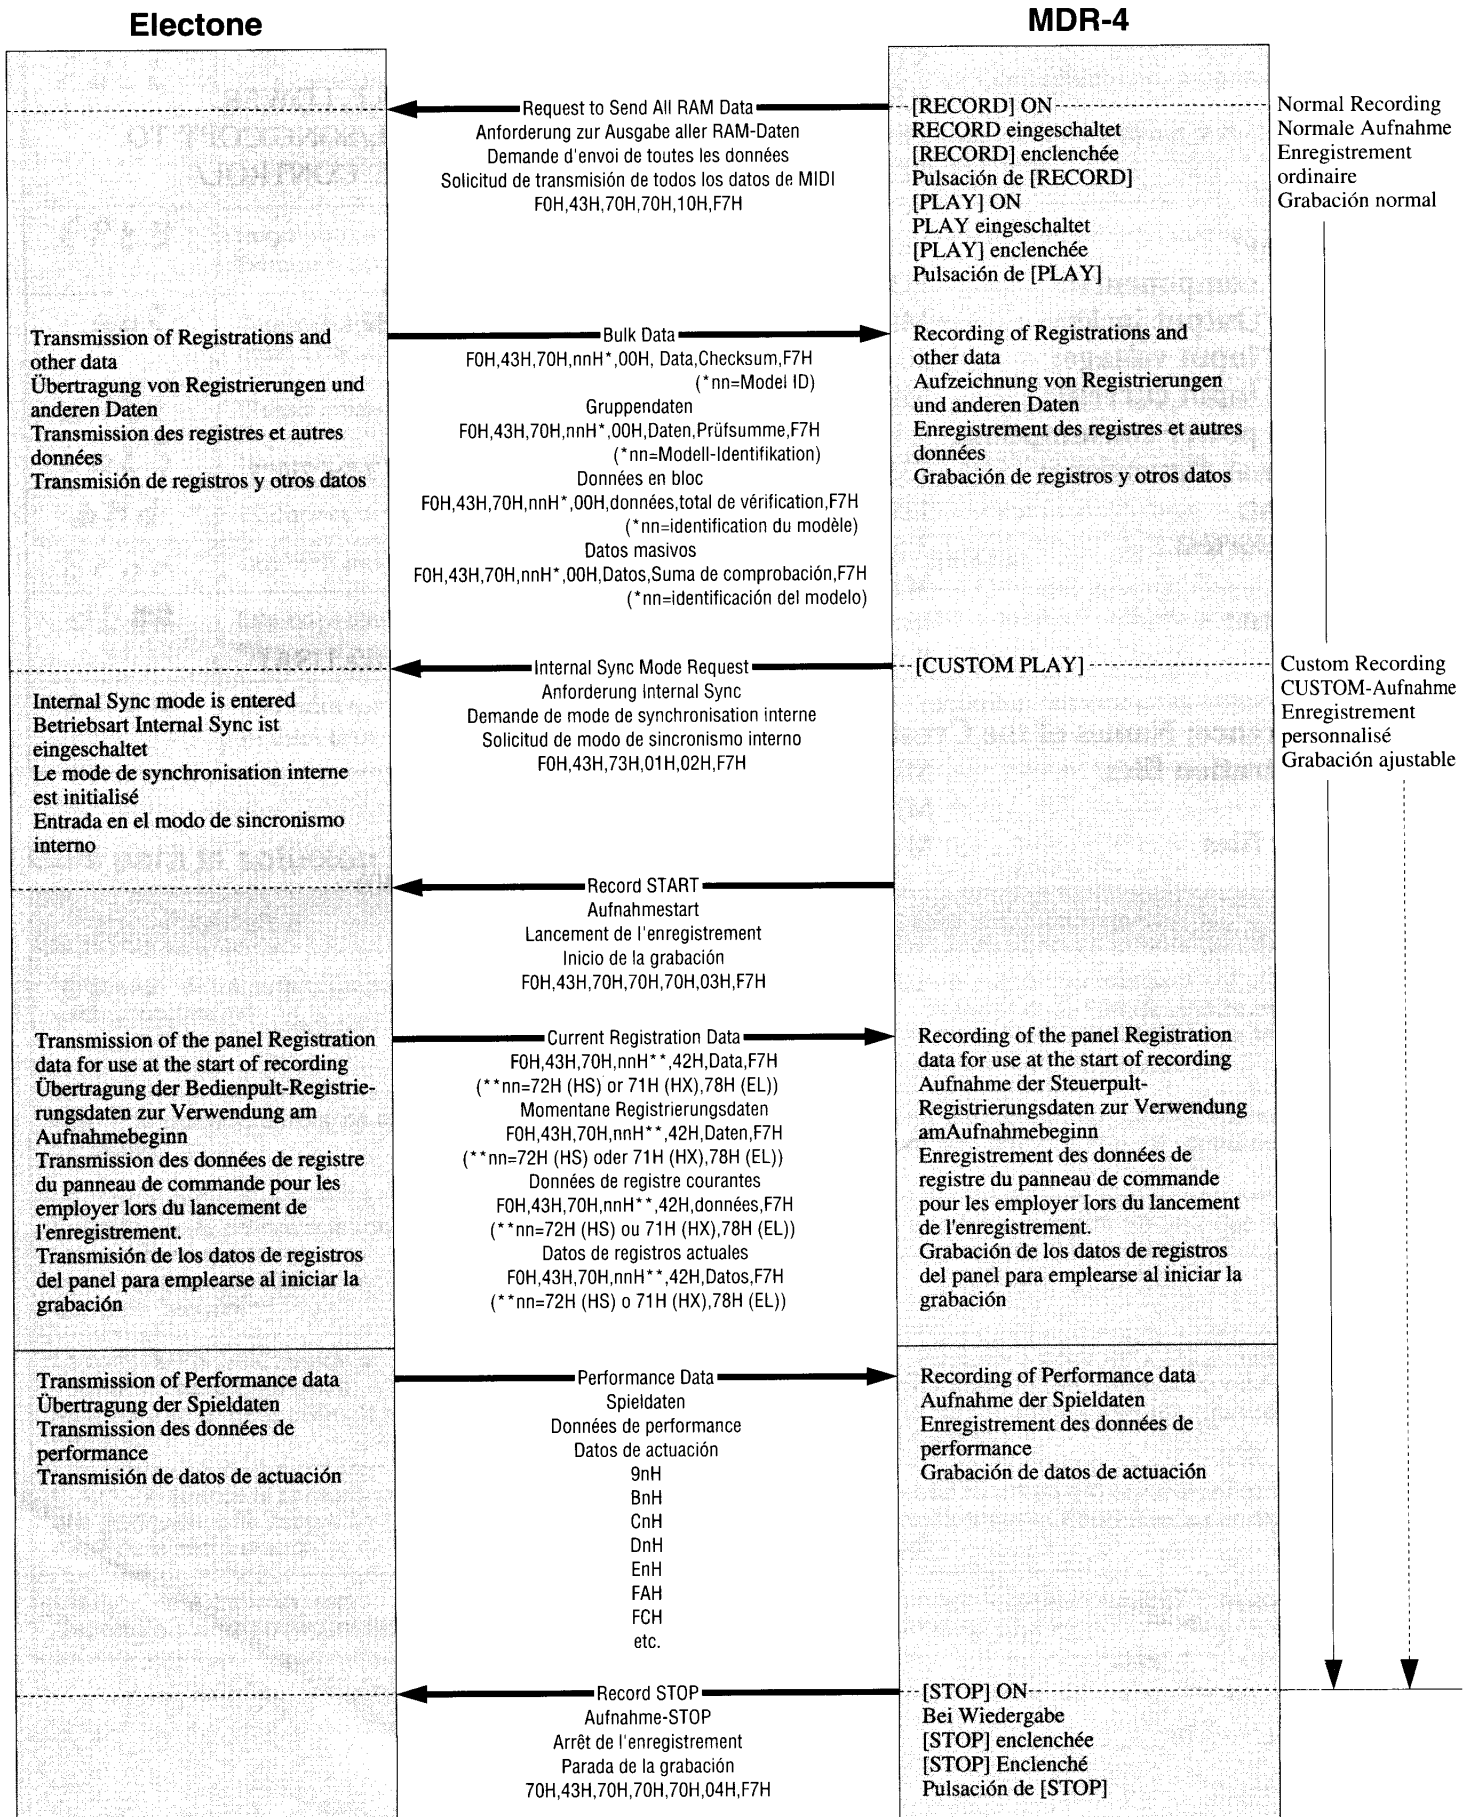 Electone
MDR-4
Request to Send All RAM Data
Anforderung zur Ausgabe aller RAM-Daten
Demande d'envoi de toutes les données
Solicitud de transmisión de todos los datos de MIDI
F0H,43H,70H,70H,10H,F7H
[RECORD] ON
RECORD eingeschaltet
[RECORD] enclenchée
Pulsación de [RECORD]
[PLAY] ON
PLAY eingeschaltet
[PLAY] enclenchée
Pulsación de [PLAY]
Normal Recording
Normale Aufnahme
Enregistrement
ordinaire
Grabación normal
Transmission of Registrations and
other data
Übertragung von Registrierungen und
anderen Daten
Transmission des registres et autres
données
Transmisión de registros y otros datos
Bulk Data
F0H,43H,70H,nnH*,00H, Data,Checksum,F7H
(*nn=Model ID)
Gruppendaten
F0H,43H,70H,nnH*,00H,Daten,Prüfsumme,F7H
(*nn=Modell-Identifikation)
Données en bloc
F0H,43H,70H,nnH*,00H,données,total de vérification,F7H
(*nn=identification du modèle)
Datos masivos
F0H,43H,70H,nnH*,00H,Datos,Suma de comprobación,F7H
(*nn=identificación del modelo)
Recording of Registrations and
other data
Aufzeichnung von Registrierungen
und anderen Daten
Enregistrement des registres et autres
données
Grabación de registros y otros datos
Internal Sync Mode Request
Anforderung Internal Sync
Demande de mode de synchronisation interne
Solicitud de modo de sincronismo interno
F0H,43H,73H,01H,02H,F7H
[CUSTOM PLAY]
Custom Recording
CUSTOM-Aufnahme
Enregistrement
personnalisé
Grabación ajustable
Internal Sync mode is entered
Betriebsart Internal Sync ist
eingeschaltet
Le mode de synchronisation interne
est initialisé
Entrada en el modo de sincronismo
interno
Record START
Aufnahmestart
Lancement de l'enregistrement
Inicio de la grabación
F0H,43H,70H,70H,70H,03H,F7H
Transmission of the panel Registration
data for use at the start of recording
Übertragung der Bedienpult-Registrie-
rungsdaten zur Verwendung am
Aufnahmebeginn
Transmission des données de registre
du panneau de commande pour les
employer lors du lancement de
l'enregistrement.
Transmisión de los datos de registros
del panel para emplearse al iniciar la
grabación
Current Registration Data
F0H,43H,70H,nnH**,42H,Data,F7H
(**nn=72H (HS) or 71H (HX),78H (EL))
Momentane Registrierungsdaten
F0H,43H,70H,nnH**,42H,Daten,F7H
(**nn=72H (HS) oder 71H (HX),78H (EL))
Données de registre courantes
F0H,43H,70H,nnH**,42H,données,F7H
(**nn=72H (HS) ou 71H (HX),78H (EL))
Datos de registros actuales
F0H,43H,70H,nnH**,42H,Datos,F7H
(**nn=72H (HS) o 71H (HX),78H (EL))
Recording of the panel Registration
data for use at the start of recording
Aufnahme der Steuerpult-
Registrierungsdaten zur Verwendung
amAufnahmebeginn
Enregistrement des données de
registre du panneau de commande
pour les employer lors du lancement
de l'enregistrement.
Grabación de los datos de registros
del panel para emplearse al iniciar la
grabación
Transmission of Performance data
Übertragung der Spieldaten
Transmission des données de
performance
Transmisión de datos de actuación
Performance Data
Spieldaten
Données de performance
Datos de actuación
9nH
BnH
CnH
DnH
EnH
FAH
FCH
etc.
Recording of Performance data
Aufnahme der Spieldaten
Enregistrement des données de
performance
Grabación de datos de actuación
Record STOP
Aufnahme-STOP
Arrêt de l'enregistrement
Parada de la grabación
70H,43H,70H,70H,70H,04H,F7H
[STOP] ON
Bei Wiedergabe
[STOP] enclenchée
[STOP] Enclenché
Pulsación de [STOP]